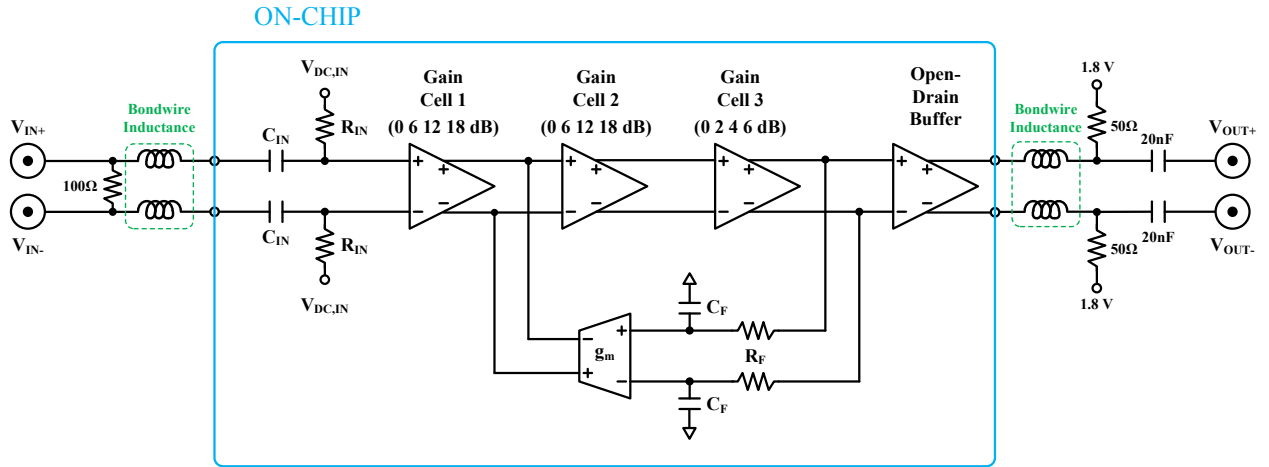 ON-CHIP
V_DC,IN
Gain
Cell 1
(0 6 12 18 dB)
Gain
Cell 2
(0 6 12 18 dB)
Gain
Cell 3
(0 2 4 6 dB)
Open-
Drain
Buffer
1.8 V
Bondwire
Inductance
Bondwire
Inductance
V_IN+
C_IN
R_IN
50Ω
20nF
V_OUT+
100Ω
+
+
−
−
+
+
−
−
+
+
−
−
+
+
−
−
V_IN-
C_IN
R_IN
50Ω
20nF
V_OUT-
V_DC,IN
1.8 V
C_F
−
+
g_m
+
−
R_F
C_F